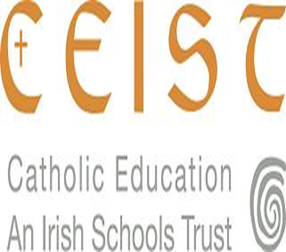 CEIST
Catholic Education
An Irish Schools Trust